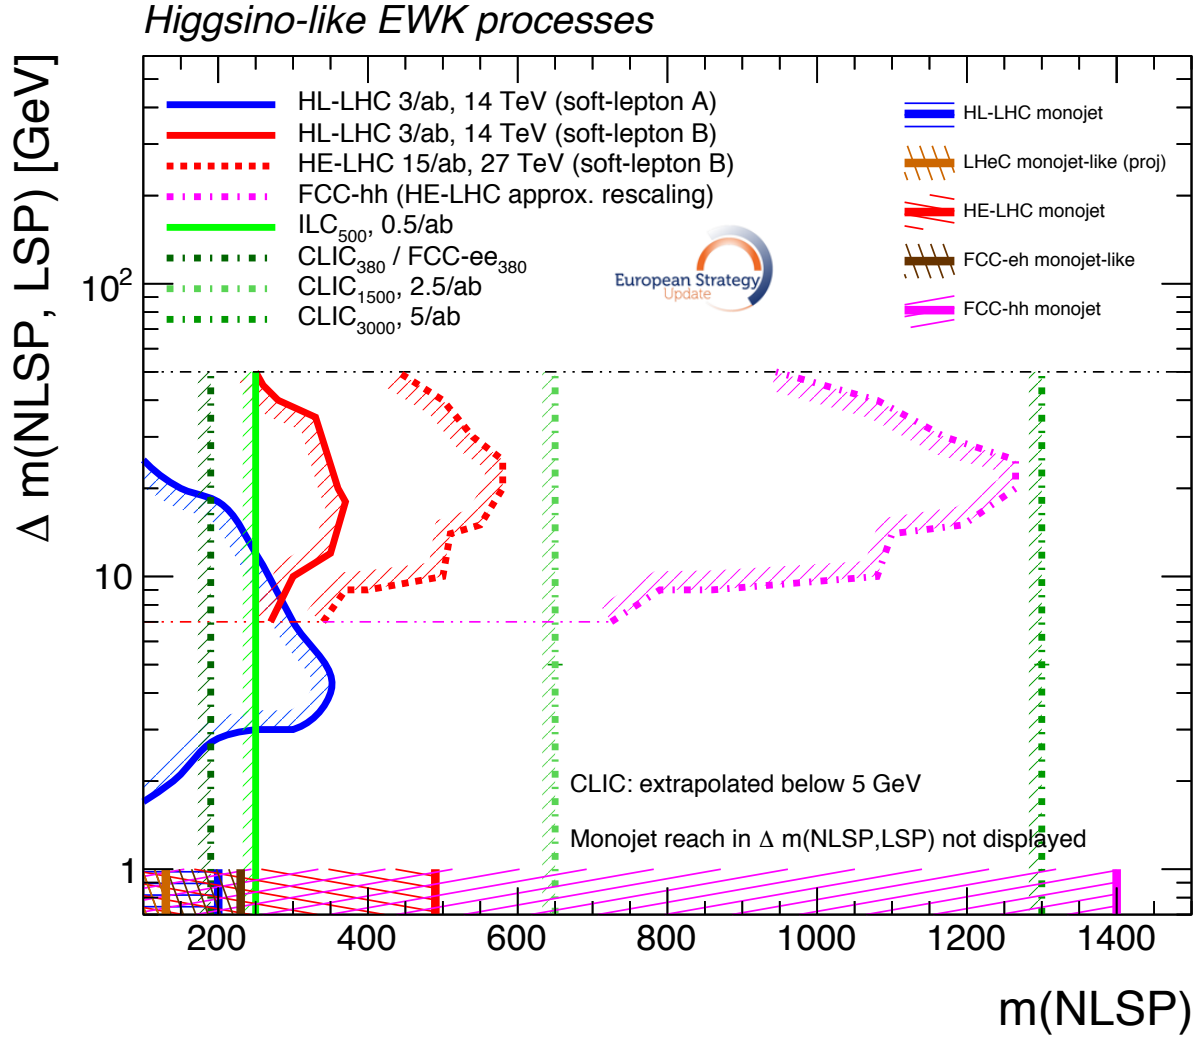 Higgsino-like EWK processes
Δ m(NLSP, LSP) [GeV]
HL-LHC 3/ab, 14 TeV (soft-lepton A)
HL-LHC 3/ab, 14 TeV (soft-lepton B)
HE-LHC 15/ab, 27 TeV (soft-lepton B)
FCC-hh (HE-LHC approx. rescaling)
ILC500, 0.5/ab
CLIC380 / FCC-ee380
CLIC1500, 2.5/ab
CLIC3000, 5/ab
HL-LHC monojet
LHeC monojet-like (proj)
HE-LHC monojet
FCC-eh monojet-like
FCC-hh monojet
European Strategy
Update
10²
10
1
CLIC: extrapolated below 5 GeV
Monojet reach in Δ m(NLSP,LSP) not displayed
200 400 600 800 1000 1200 1400
m(NLSP)